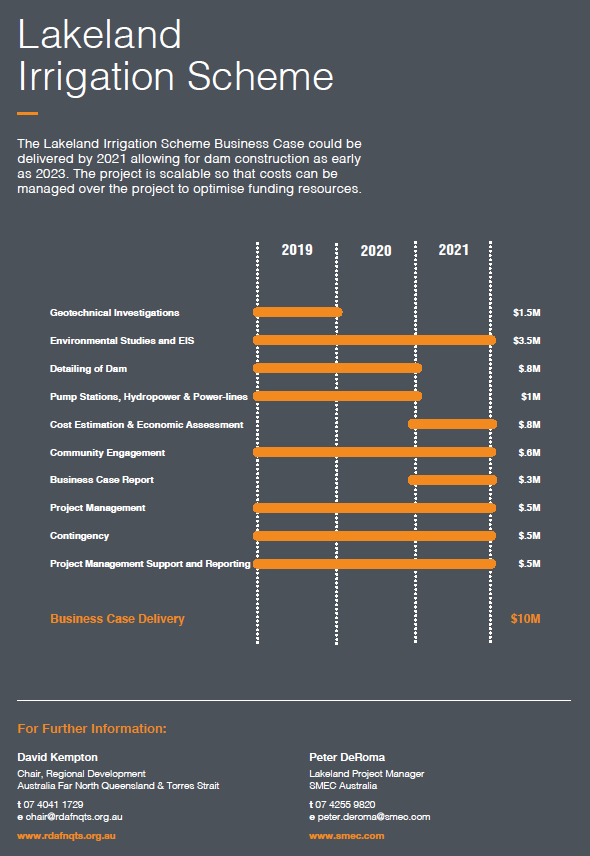 Lakeland
Irrigation Scheme
The Lakeland Irrigation Scheme Business Case could be
delivered by 2021 allowing for dam construction as early
as 2023. The project is scalable so that costs can be
managed over the project to optimise funding resources.
2019 2020 2021
Geotechnical Investigations $1.5M
Environmental Studies and EIS $3.5M
Detailing of Dam $.8M
Pump Stations, Hydropower & Power-lines $1M
Cost Estimation & Economic Assessment $.8M
Community Engagement $.6M
Business Case Report $.3M
Project Management $.5M
Contingency $.5M
Project Management Support and Reporting $.5M
Business Case Delivery $10M
For Further Information:
David Kempton
Chair, Regional Development
Australia Far North Queensland & Torres Strait
t 07 4041 1729
e chair@rdafnqts.org.au
www.rdafnqts.org.au
Peter DeRoma
Lakeland Project Manager
SMEC Australia
t 07 4255 9820
e peter.deroma@smec.com
www.smec.com